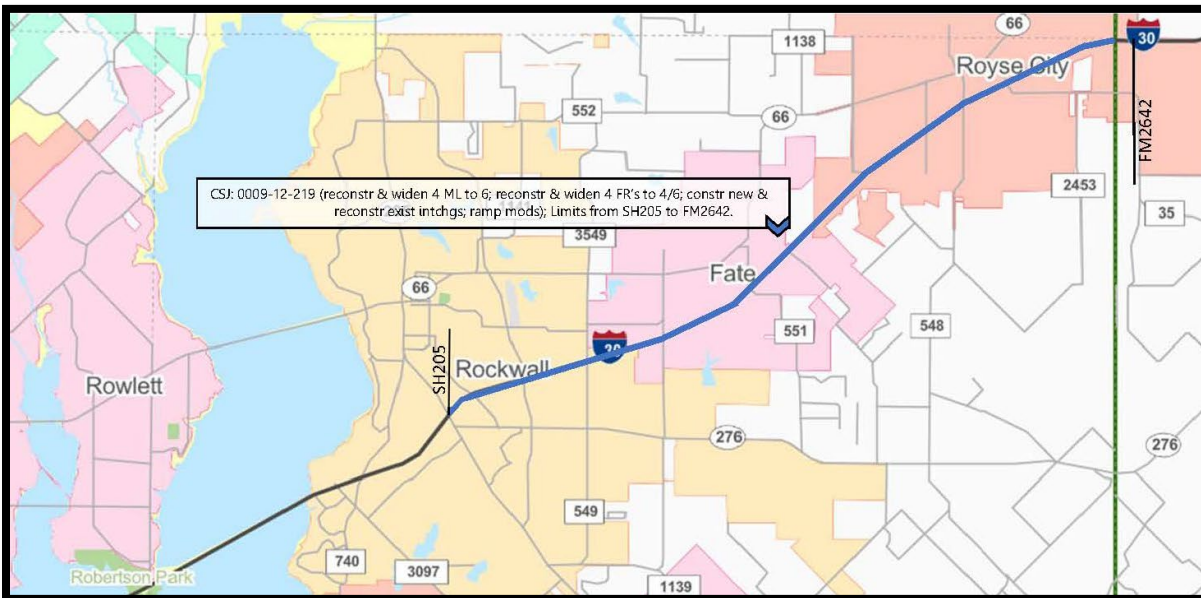 66
30
1138
Royse City
552
66
FM2642
CSJ: 0009-12-219 (reconstr & widen 4 ML to 6; reconstr & widen 4 FR's to 4/6; constr new &
reconstr exist intchgs; ramp mods); Limits from SH205 to FM2642.
2453
35
3549
Fate
66
551
548
30
SH205
Rockwall
Rowlett
276
276
549
740
3097
1139
Robertson Park